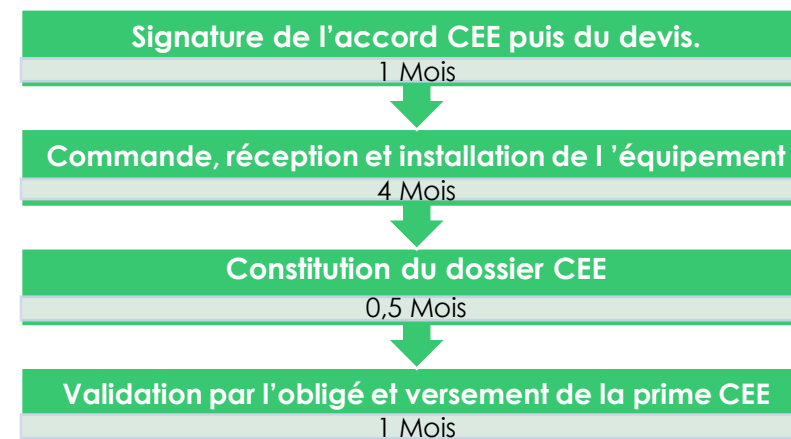 Signature de l’accord CEE puis du devis.
1 Mois
Commande, réception et installation de l ’équipement
4 Mois
Constitution du dossier CEE
0,5 Mois
Validation par l’obligé et versement de la prime CEE
1 Mois